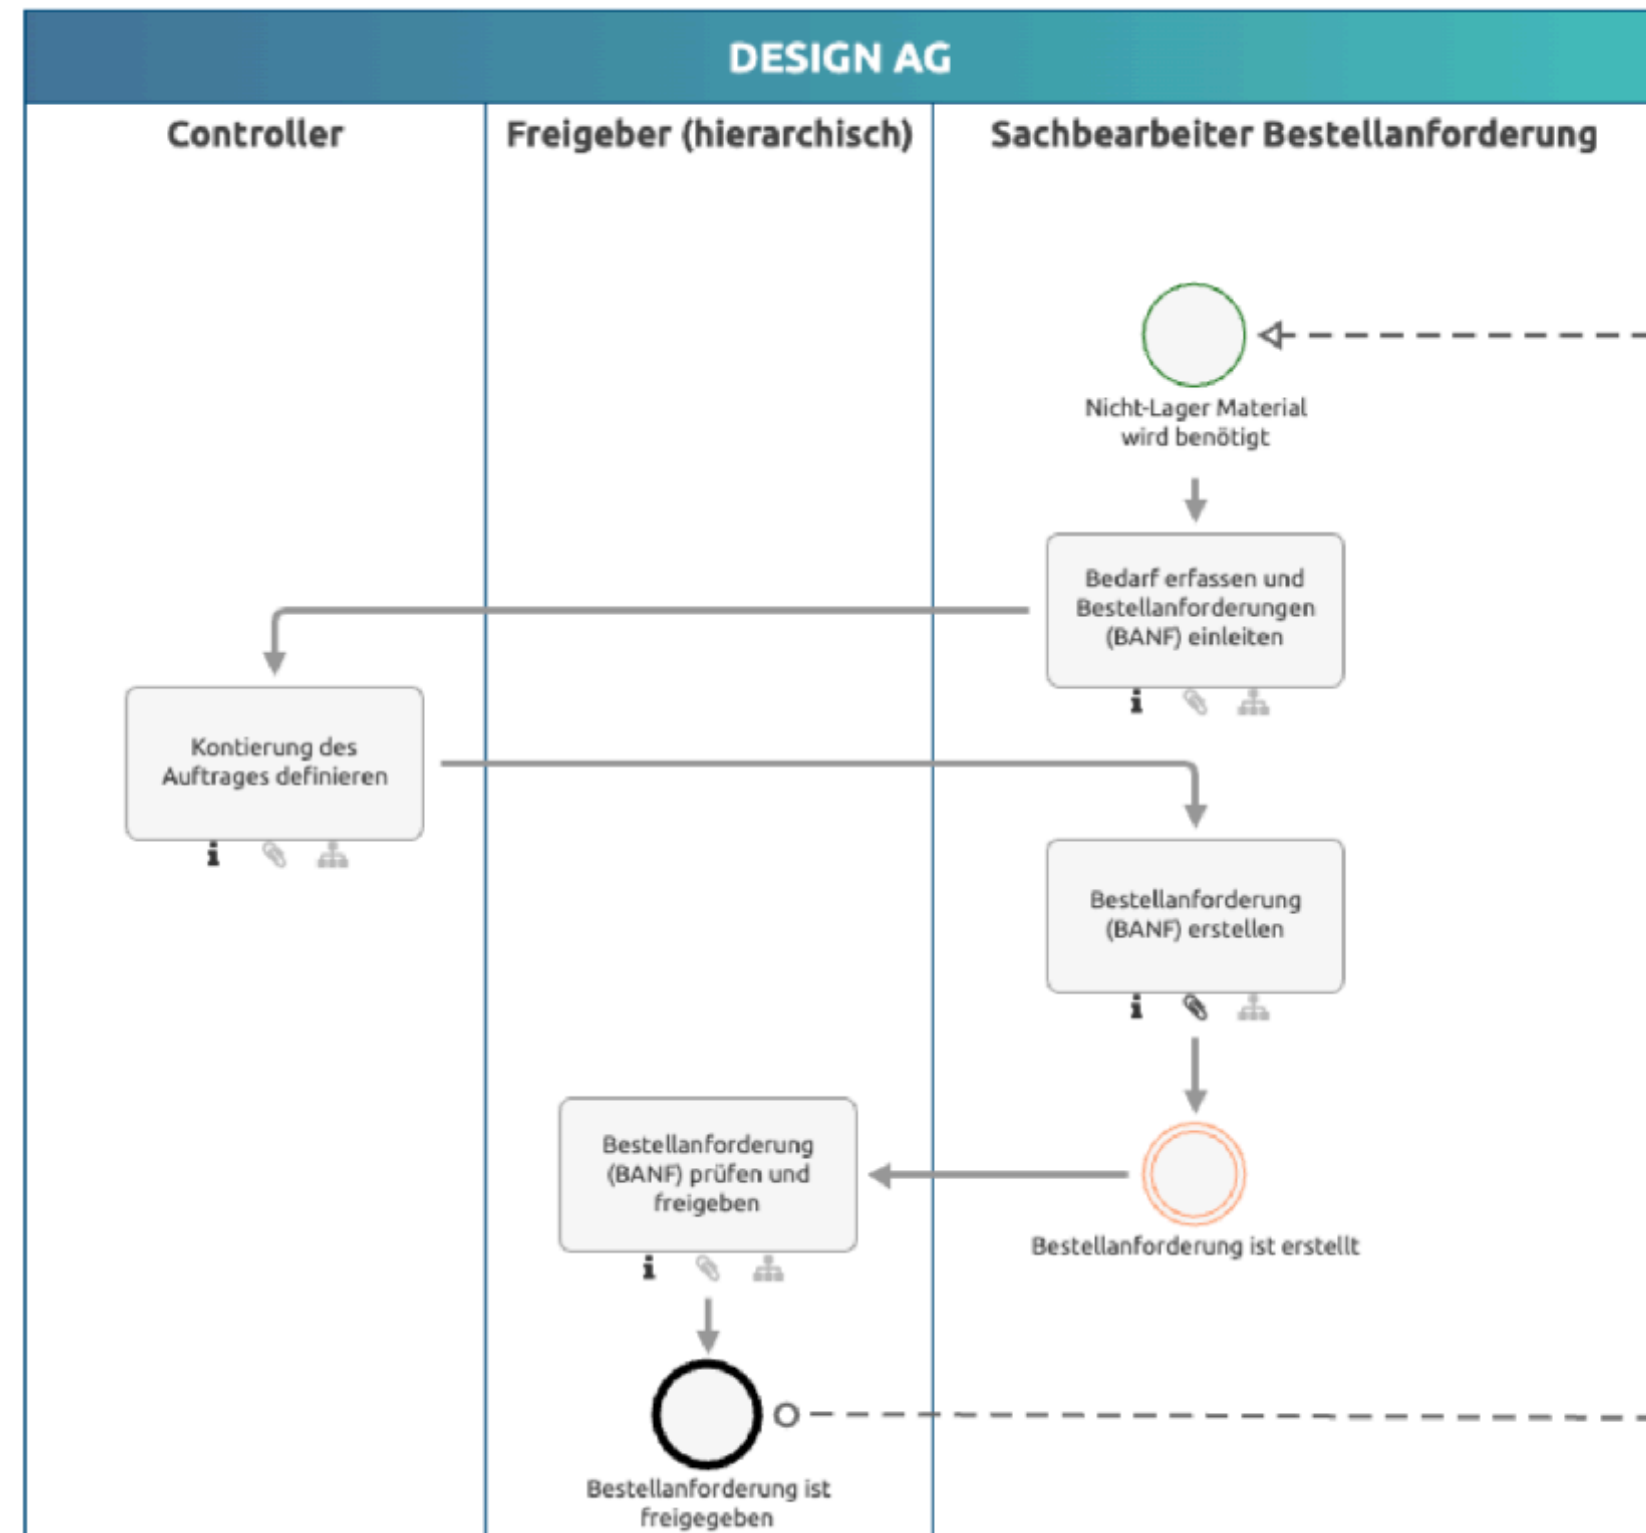 DESIGN AG
Controller
Freigeber (hierarchisch)
Sachbearbeiter Bestellanforderung
Nicht-Lager Material
wird benötigt
Bedarf erfassen und
Bestellanforderungen
(BANF) einleiten
Kontierung des
Auftrages definieren
Bestellanforderung
(BANF) erstellen
Bestellanforderung
(BANF) prüfen und
freigeben
Bestellanforderung ist erstellt
Bestellanforderung ist
freigegeben